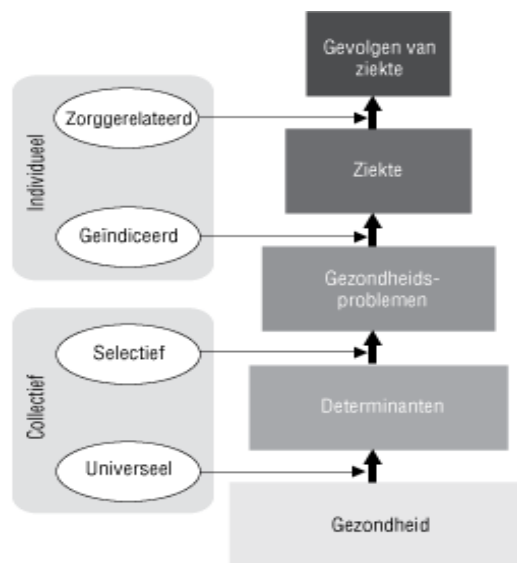 Gevolgen van
ziekte
Individueel
Zorggerelateerd
Ziekte
Geïndiceerd
Gezondheids-
problemen
Collectief
Selectief
Determinanten
Universeel
Gezondheid